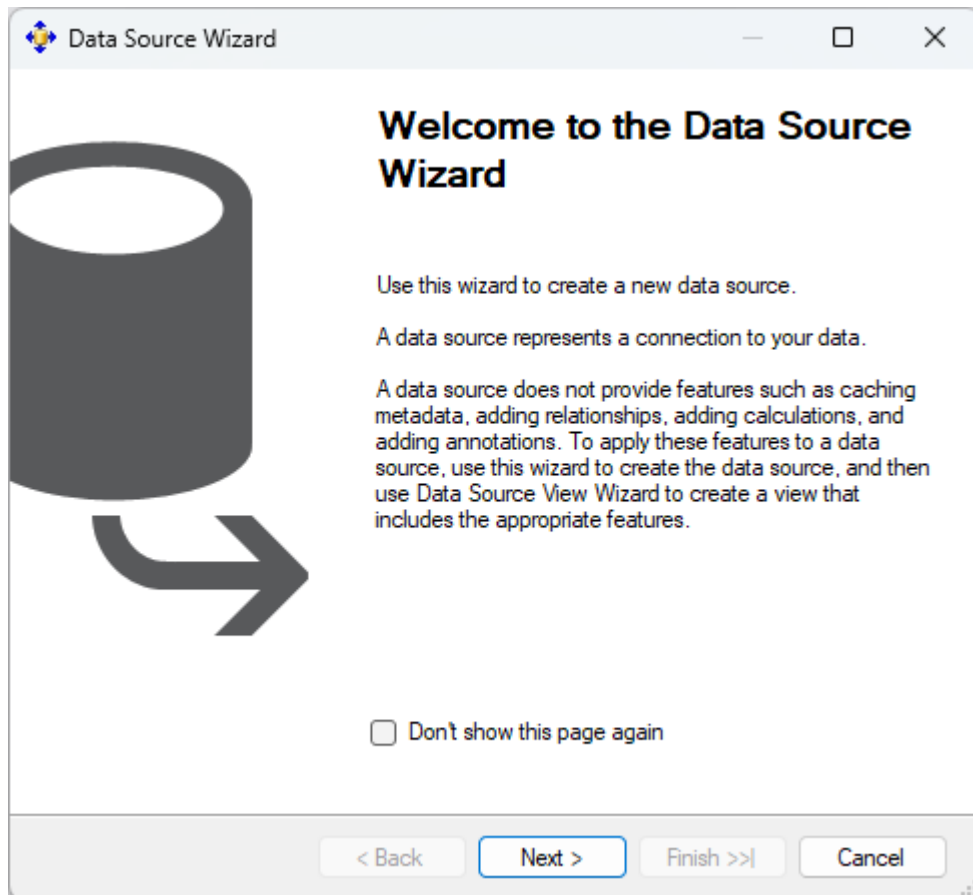 Data Source Wizard
Welcome to the Data Source
Wizard
Use this wizard to create a new data source.
A data source represents a connection to your data.
A data source does not provide features such as caching
metadata, adding relationships, adding calculations, and
adding annotations. To apply these features to a data
source, use this wizard to create the data source, and then
use Data Source View Wizard to create a view that
includes the appropriate features.
Don't show this page again
< Back
Next >
Finish >>|
Cancel